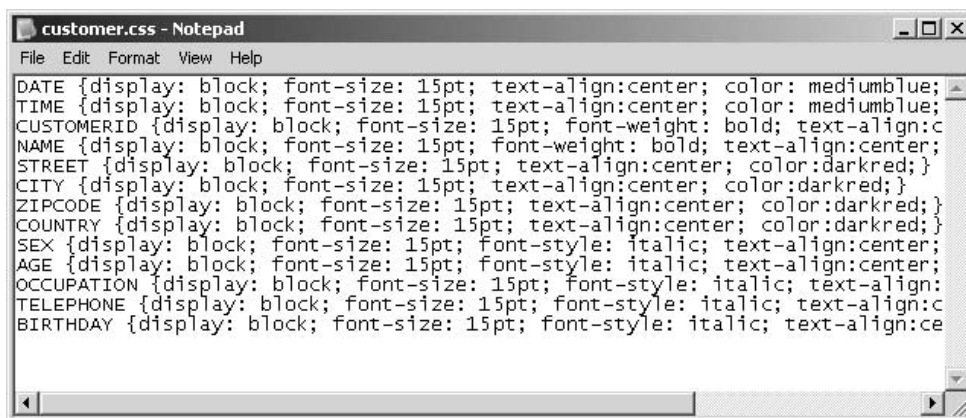 customer.css - Notepad
File Edit Format View Help
DATE {display: block; font-size: 15pt; text-align:center; color: mediumblue;
TIME {display: block; font-size: 15pt; text-align:center; color: mediumblue;
CUSTOMERID {display: block; font-size: 15pt; font-weight: bold; text-align:c
NAME {display: block; font-size: 15pt; font-weight: bold; text-align:center;
STREET {display: block; font-size: 15pt; text-align:center; color:darkred;}
CITY {display: block; font-size: 15pt; text-align:center; color:darkred;}
ZIPCODE {display: block; font-size: 15pt; text-align:center; color:darkred;}
COUNTRY {display: block; font-size: 15pt; text-align:center; color:darkred;}
SEX {display: block; font-size: 15pt; font-style: italic; text-align:center;
AGE {display: block; font-size: 15pt; font-style: italic; text-align:center;
OCCUPATION {display: block; font-size: 15pt; font-style: italic; text-align:
TELEPHONE {display: block; font-size: 15pt; font-style: italic; text-align:c
BIRTHDAY {display: block; font-size: 15pt; font-style: italic; text-align:ce